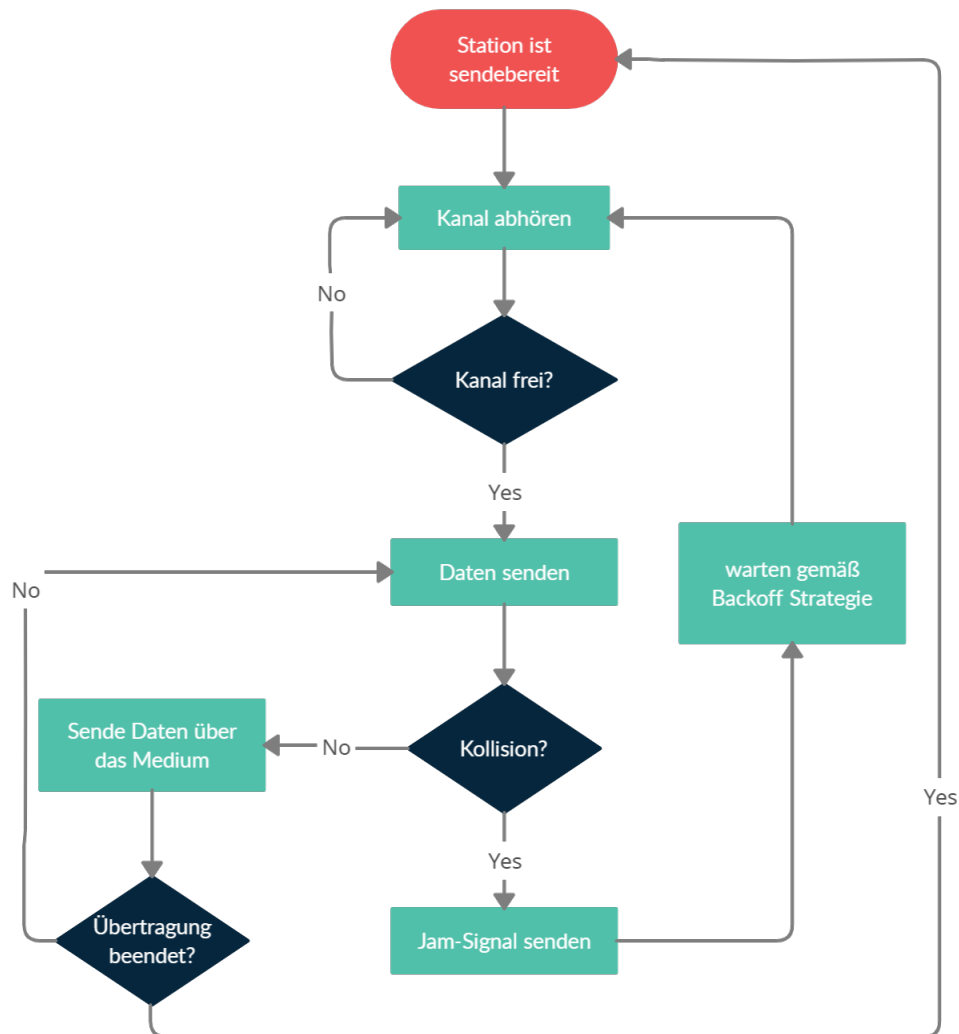 Station ist
sendebereit
Kanal abhören
No
Kanal frei?
Yes
Daten senden
No
warten gemäß
Backoff Strategie
Sende Daten über
das Medium
No
Kollision?
Yes
Yes
Übertragung
beendet?
Jam-Signal senden